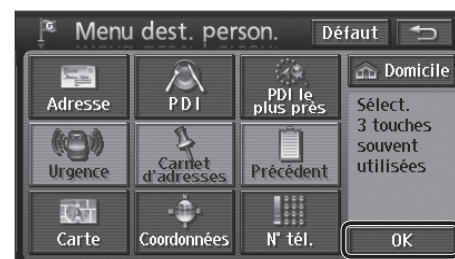 Menu dest. person.
Défaut
Adresse
PDI
PDI le
plus près
Domicile
Urgence
Carnet
d'adresses
Précédent
Sélect.
3 touches
souvent
utilisées
Carte
Coordonnées
N° tél.
OK